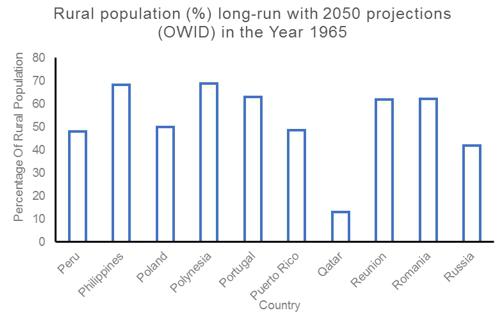 Rural population (%) long-run with 2050 projections
(OWID) in the Year 1965
Percentage Of Rural Population
80
70
60
50
40
30
20
10
0
Peru
Philippines
Poland
Polynesia
Portugal
Puerto Rico
Qatar
Reunion
Romania
Russia
Country